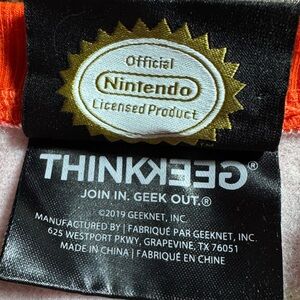 Official
Nintendo®
Licensed Product
TM
THINKGEEK®
JOIN IN. GEEK OUT.®
©2019 GEEKNET, INC.
MANUFACTURED BY | FABRIQUÉ PAR GEEKNET, INC.
625 WESTPORT PKWY, GRAPEVINE, TX 76051
MADE IN CHINA | FABRIQUÉ EN CHINE